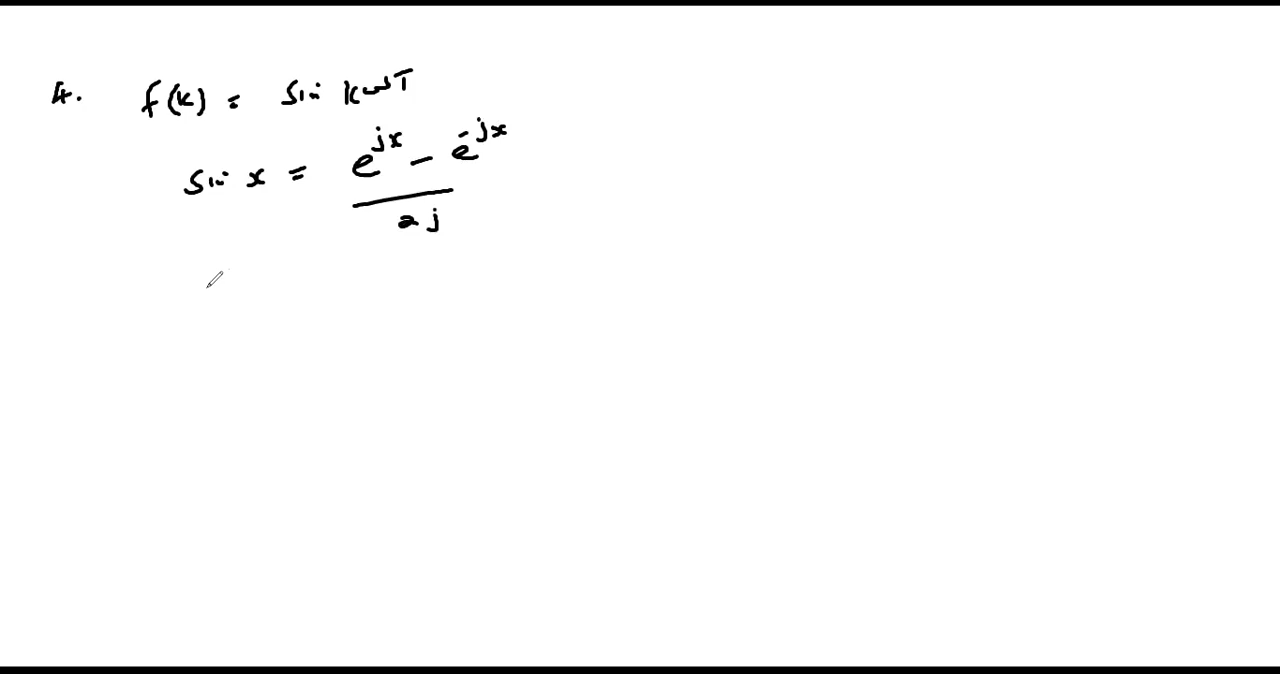 4. f(k) = sin kωT
sin x = e^{jx} - e^{-jx}
2j